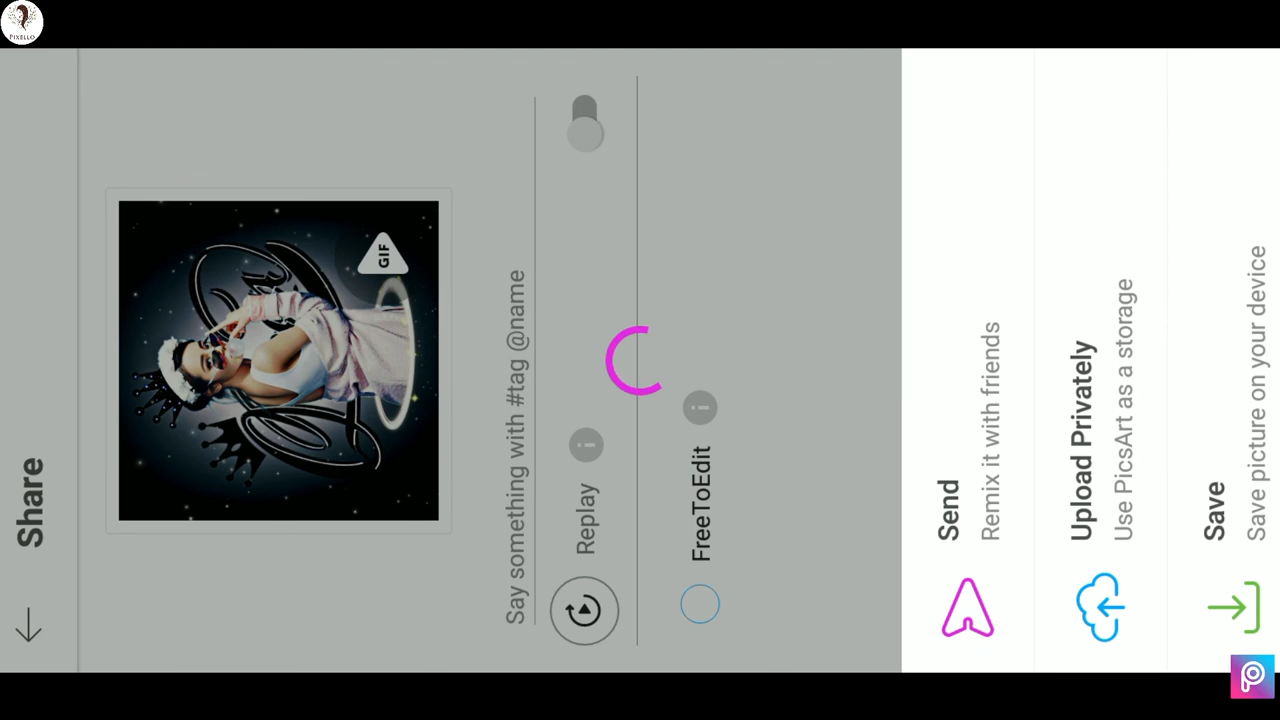 PIXELLO
Share
GIF
Say something with #tag @name
Replay
FreeToEdit
Send
Remix it with friends
Upload Privately
Use PicsArt as a storage
Save
Save picture on your device